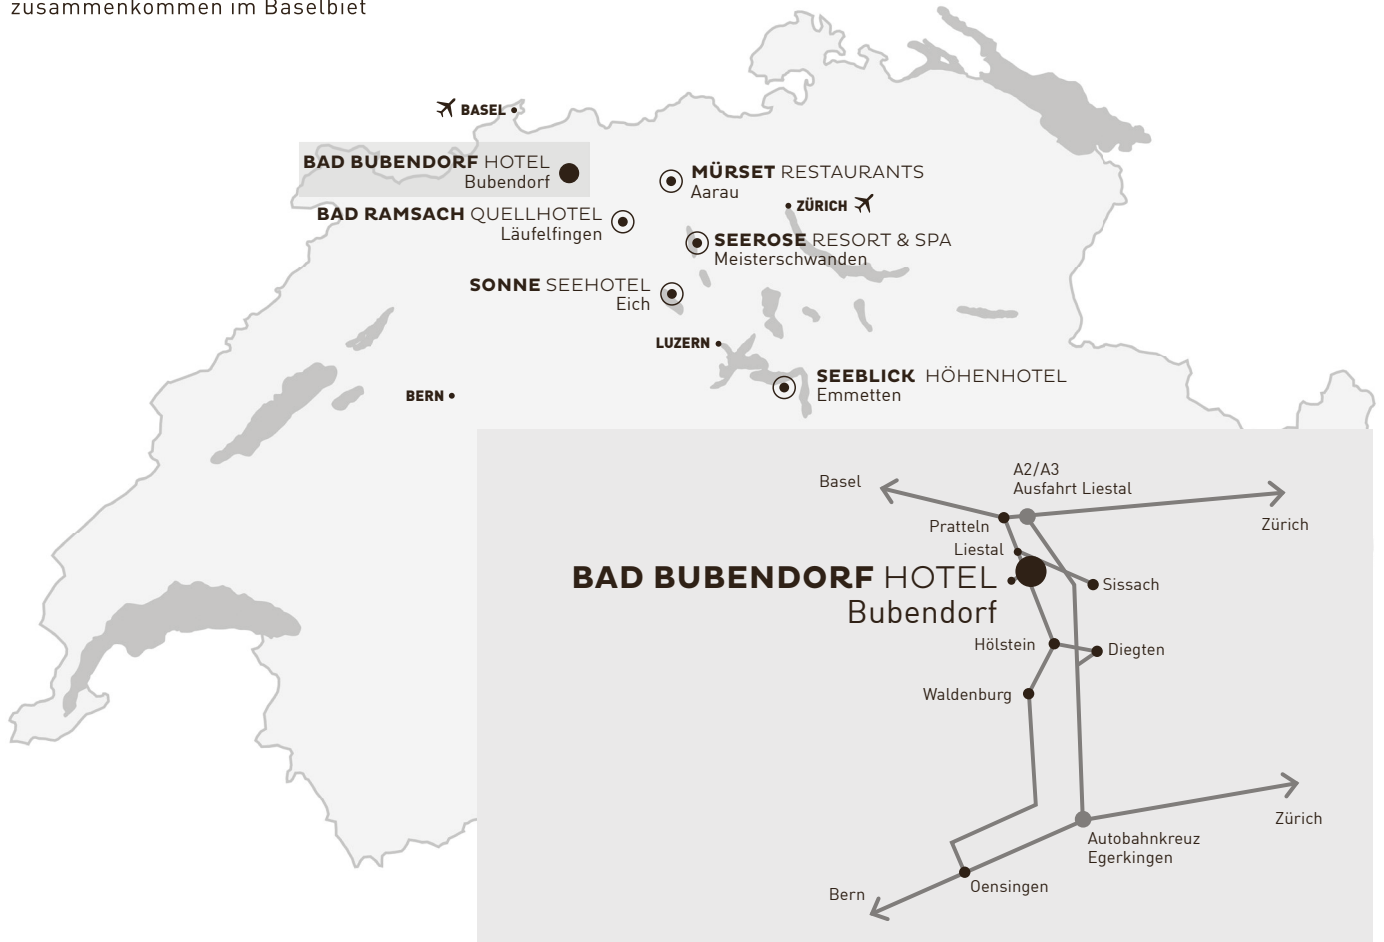 zusammenkommen im Baselbiet
BASEL
BAD BUBENDORF HOTEL
Bubendorf
MÜRSET RESTAURANTS
Aarau
ZÜRICH
BAD RAMSACH QUELLHOTEL
Läufelfingen
SEEROSE RESORT & SPA
Meisterschwanden
SONNE SEEHOTEL
Eich
LUZERN
SEEBLICK HÖHENHOTEL
Emmetten
BERN
A2/A3
Ausfahrt Liestal
Basel
Zürich
Pratteln
Liestal
BAD BUBENDORF HOTEL
Bubendorf
Sissach
Hölstein
Diegten
Waldenburg
Zürich
Autobahnkreuz
Egerkingen
Oensingen
Bern